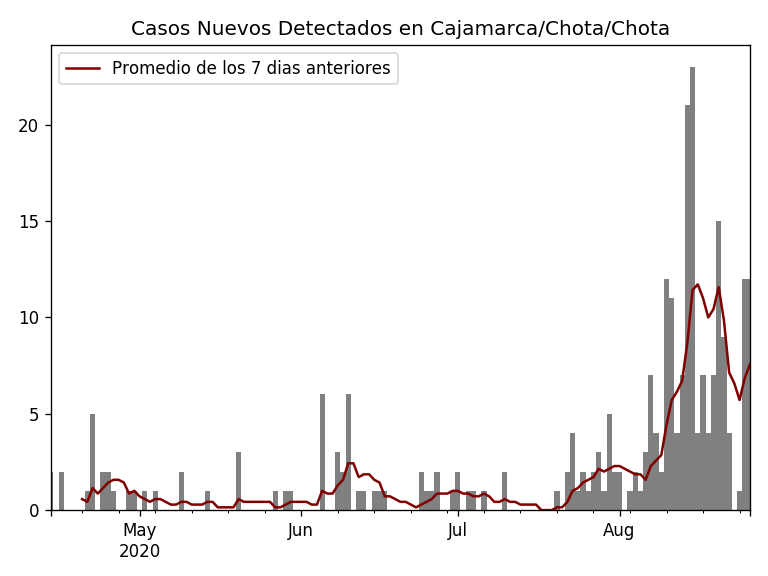 Casos Nuevos Detectados en Cajamarca/Chota/Chota
Promedio de los 7 dias anteriores
20
15
10
5
0
May
2020
Jun
Jul
Aug